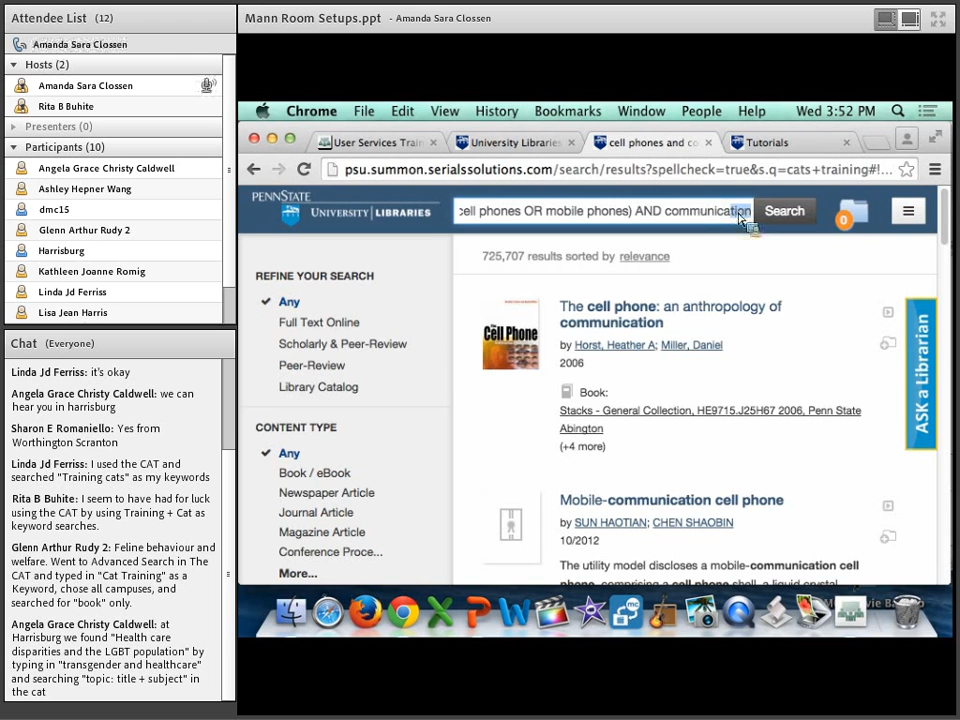 Attendee List (12)
Amanda Sara Clossen
Hosts (2)
Amanda Sara Clossen
Rita B Buhite
Presenters (0)
Participants (10)
Angela Grace Christy Caldwell
Ashley Hepner Wang
dmc15
Glenn Arthur Rudy 2
Harrisburg
Kathleen Joanne Romig
Linda Jd Ferriss
Lisa Jean Harris
Chat (Everyone)
Linda Jd Ferriss: it's okay
Angela Grace Christy Caldwell: we can
hear you in harrisburg
Sharon E Romaniello: Yes from
Worthington Scranton
Linda Jd Ferriss: I used the CAT and
searched "Training cats" as my keywords
Rita B Buhite: I seem to have had for luck
using the CAT by using Training + Cat as
keyword searches.
Glenn Arthur Rudy 2: Feline behaviour and
welfare. Went to Advanced Search in The
CAT and typed in "Cat Training" as a
Keyword, chose all campuses, and
searched for "book" only.
Angela Grace Christy Caldwell: at
Harrisburg we found "Health care
disparities and the LGBT population" by
typing in "transgender and healthcare"
and searching "topic: title + subject" in
the cat
Mann Room Setups.ppt - Amanda Sara Clossen
Chrome File Edit View History Bookmarks Window People Help Wed 3:52 PM
User Services Train
University Libraries
cell phones and co
Tutorials
psu.summon.serialssolutions.com/search/results?spellcheck=true&s.q=cats+training#!...
PENNSTATE
UNIVERSITY LIBRARIES
cell phones OR mobile phones) AND communication
Search
0
REFINE YOUR SEARCH
Any
Full Text Online
Scholarly & Peer-Review
Peer-Review
Library Catalog
CONTENT TYPE
Any
Book / eBook
Newspaper Article
Journal Article
Magazine Article
Conference Proce...
More...
725,707 results sorted by relevance
Cell Phone
The cell phone: an anthropology of
communication
by Horst, Heather A; Miller, Daniel
2006
Book:
Stacks - General Collection, HE9715.J25H67 2006, Penn State
Abington
(+4 more)
Mobile-communication cell phone
by SUN HAOTIAN; CHEN SHAOBIN
10/2012
The utility model discloses a mobile-communication cell
phone, comprising a cell phone shell, a liquid crystal
ASK a Librarian